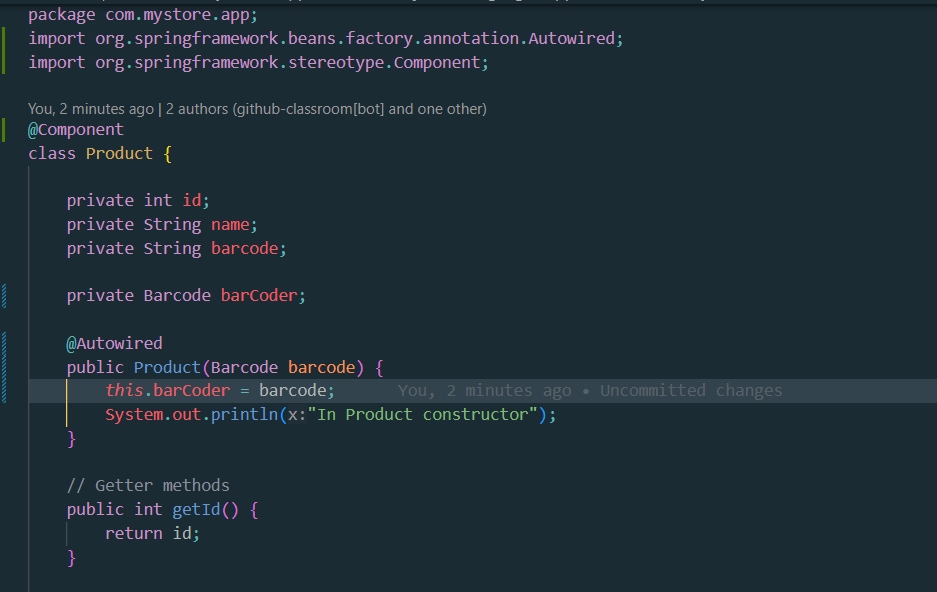 package com.mystore.app;
import org.springframework.beans.factory.annotation.Autowired;
import org.springframework.stereotype.Component;
You, 2 minutes ago | 2 authors (github-classroom[bot] and one other)
@Component
class Product {
private int id;
private String name;
private String barcode;
private Barcode barCoder;
@Autowired
public Product(Barcode barcode) {
this.barCoder = barcode; You, 2 minutes ago • Uncommitted changes
System.out.println(x:"In Product constructor");
}
// Getter methods
public int getId() {
return id;
}